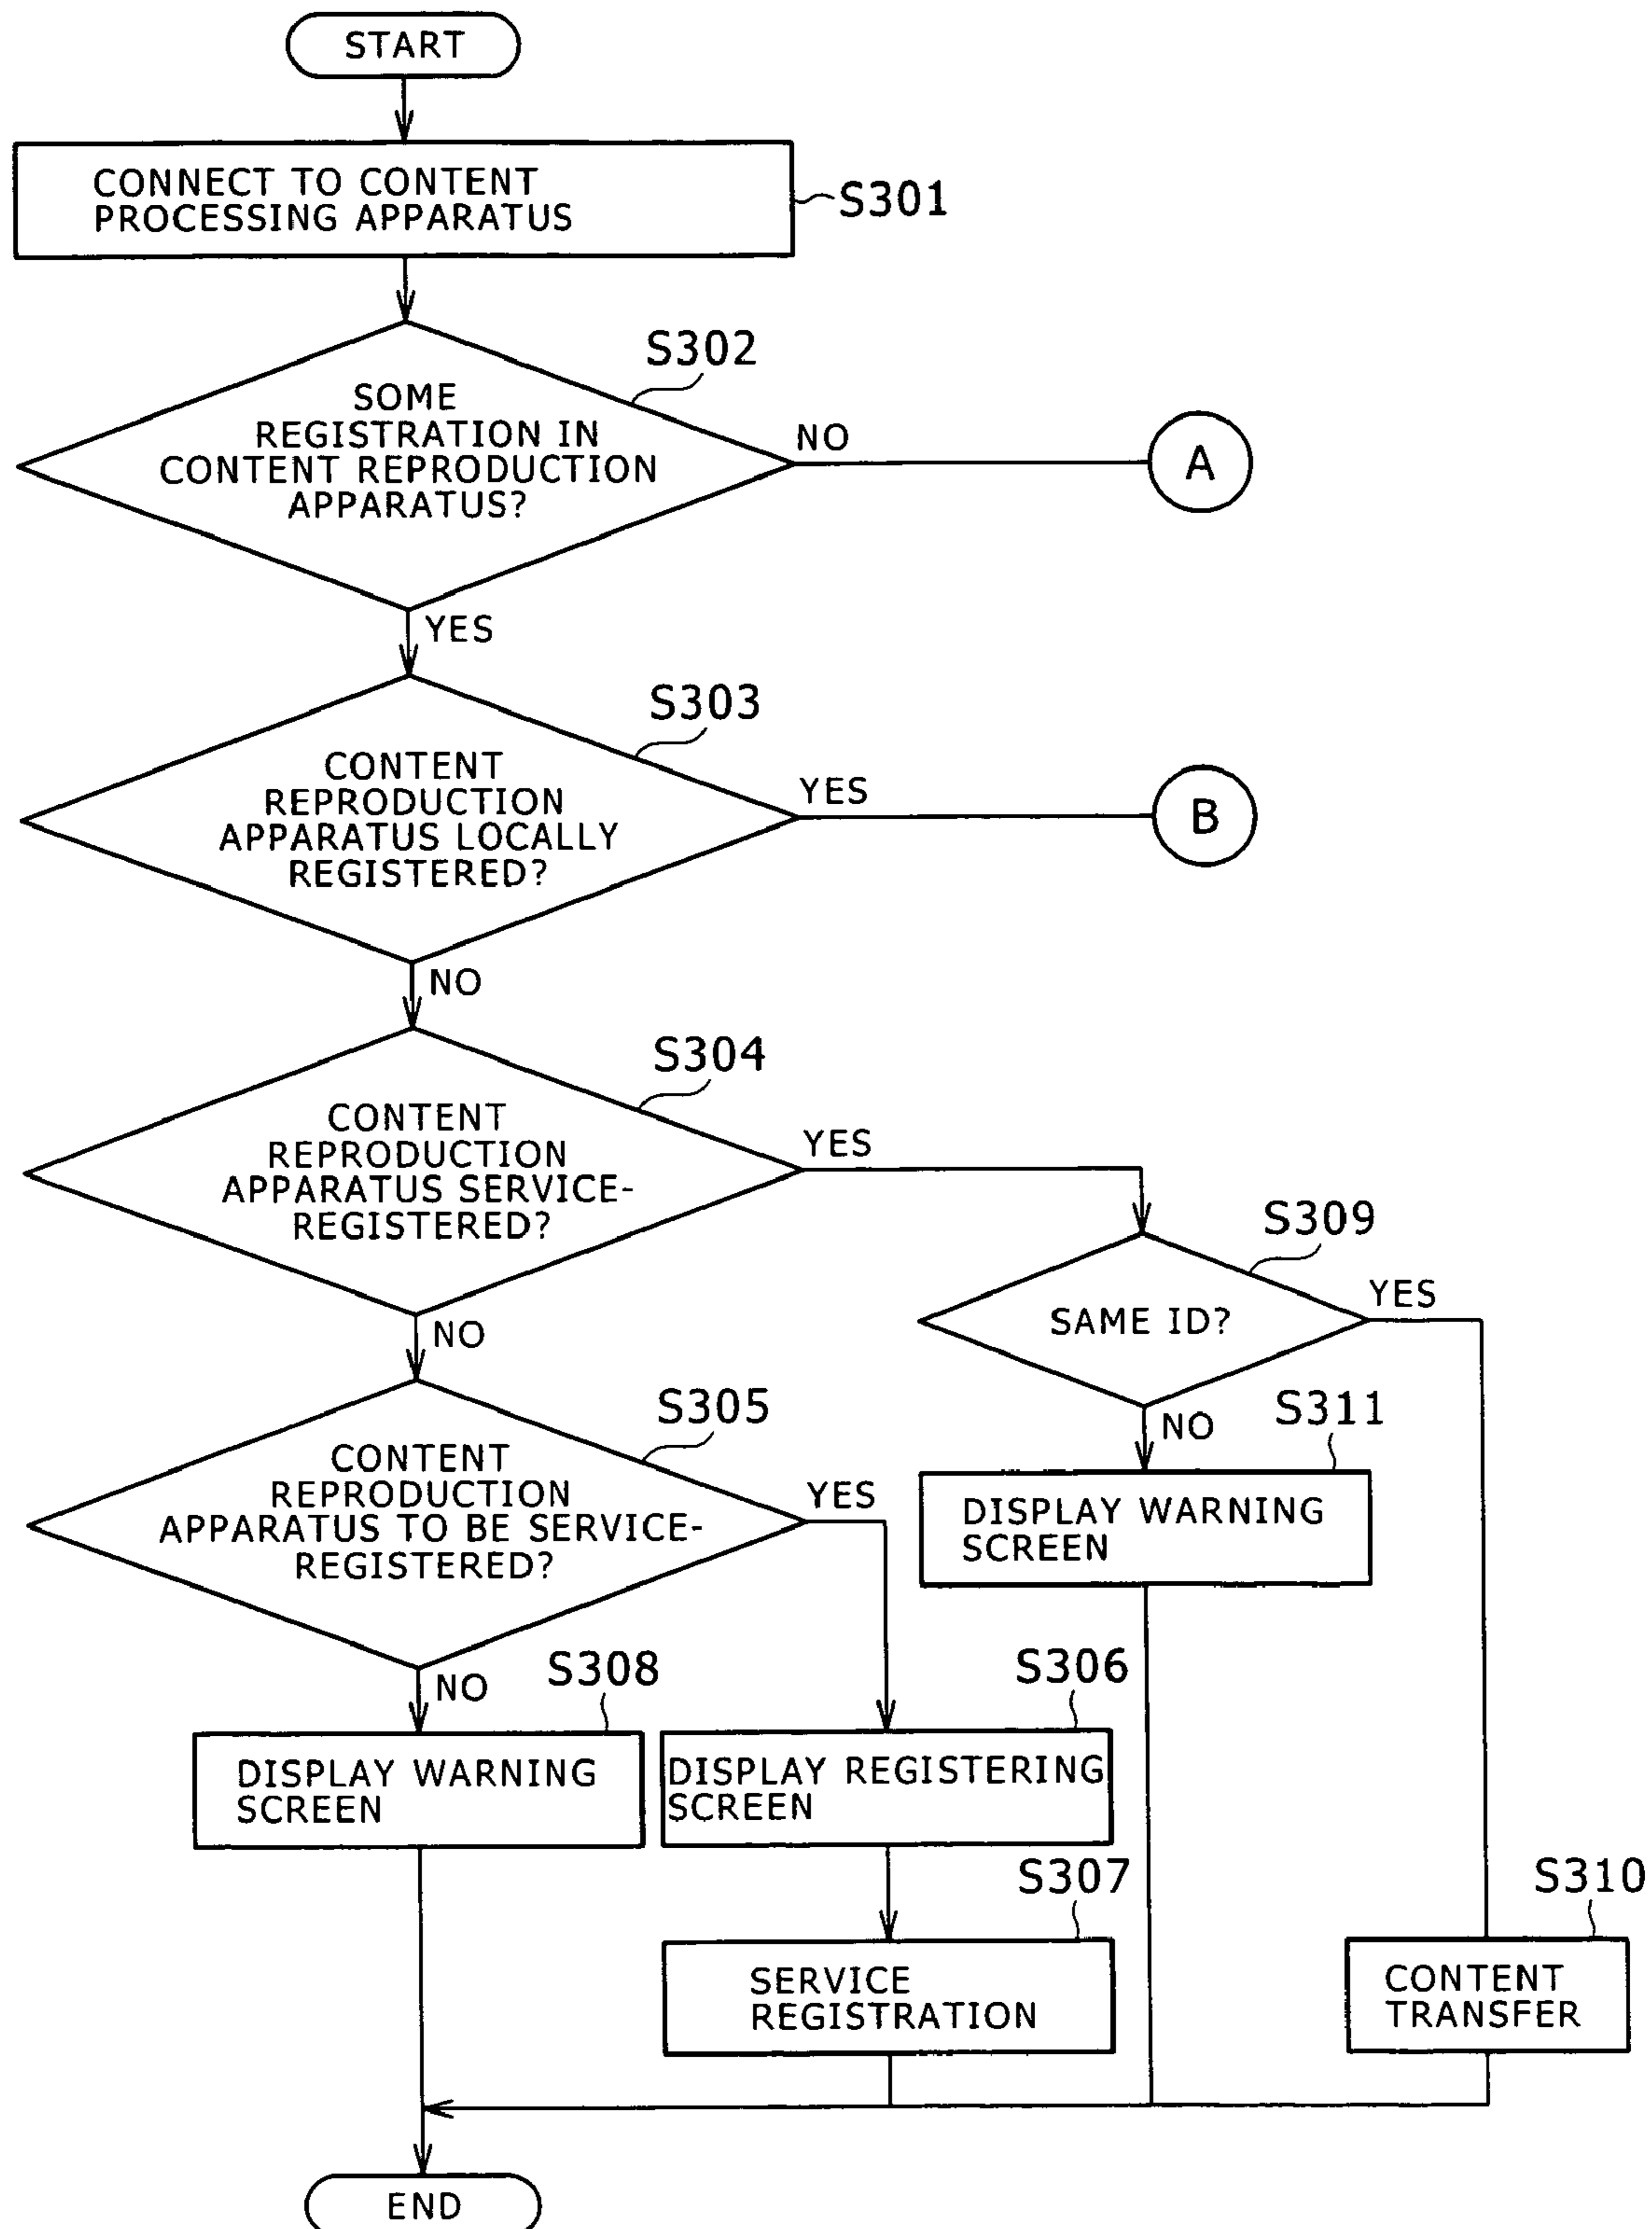 START
CONNECT TO CONTENT
PROCESSING APPARATUS
S301
S302
SOME
REGISTRATION IN
CONTENT REPRODUCTION
APPARATUS?
NO
A
YES
S303
CONTENT
REPRODUCTION
APPARATUS LOCALLY
REGISTERED?
YES
B
NO
S304
CONTENT
REPRODUCTION
APPARATUS SERVICE-
REGISTERED?
YES
S309
SAME ID?
YES
NO
S305
CONTENT
REPRODUCTION
APPARATUS TO BE SERVICE-
REGISTERED?
YES
NO
S311
DISPLAY WARNING
SCREEN
NO
S308
DISPLAY WARNING
SCREEN
S306
DISPLAY REGISTERING
SCREEN
S307
SERVICE
REGISTRATION
S310
CONTENT
TRANSFER
END